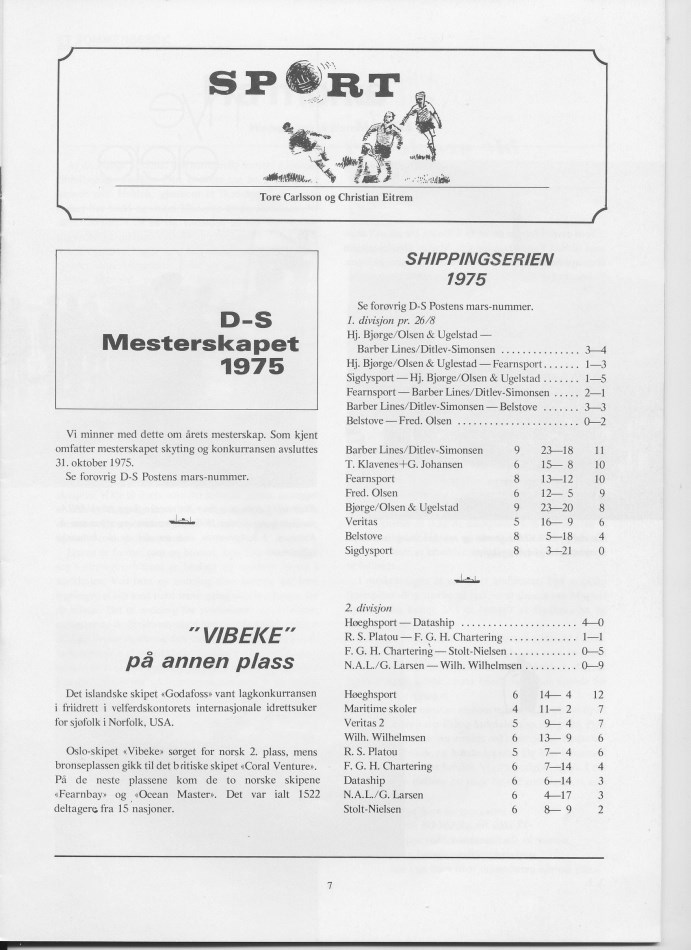 SPORT
Tore Carlsson og Christian Eitrem
D-S
Mesterskapet
1975
Vi minner med dette om årets mesterskap. Som kjent
omfatter mesterskapet skyting og konkurransen avsluttes
31. oktober 1975.
Se forovrig D-S Postens mars-nummer.
"VIBEKE"
på annen plass
Det islandske skipet «Godafoss» vant lagkonkurransen
i friidrett i velferdskontorets internasjonale idrettsuker
for sjøfolk i Norfolk, USA.
Oslo-skipet «Vibeke» sørget for norsk 2. plass, mens
bronseplassen gikk til det britiske skipet «Coral Venture».
På de neste plassene kom de to norske skipene
«Fearnbay» og «Ocean Master». Det var ialt 1522
deltagere fra 15 nasjoner.
SHIPPINGSERIEN
1975
Se forovrig D-S Postens mars-nummer.
1. divisjon pr. 26/8
Hj. Bjørge/Olsen & Ugelstad —
Barber Lines/Ditlev-Simonsen ............... 3—4
Hj. Bjørge/Olsen & Uglestad — Fearnsport....... 1—3
Sigdysport — Hj. Bjørge/Olsen & Ugelstad ....... 1—5
Fearnsport — Barber Lines/Ditlev-Simonsen ..... 2—1
Barber Lines/Ditlev-Simonsen — Belstove ....... 3—3
Belstove — Fred. Olsen ....................... 0—2
Barber Lines/Ditlev-Simonsen 9 23—18 11
T. Klavenes+G. Johansen 6 15— 8 10
Fearnsport 8 13—12 10
Fred. Olsen 6 12— 5 9
Bjørge/Olsen & Ugelstad 9 23—20 8
Veritas 5 16— 9 6
Belstove 8 5—18 4
Sigdysport 8 3—21 0
2. divisjon
Høeghsport — Dataship ...................... 4—0
R. S. Platou — F. G. H. Chartering ............. 1—1
F. G. H. Chartering — Stolt-Nielsen ............. 0—5
N.A.L./G. Larsen — Wilh. Wilhelmsen .......... 0—9
Høeghsport 6 14— 4 12
Maritime skoler 4 11— 2 7
Veritas 2 5 9— 4 7
Wilh. Wilhelmsen 6 13— 9 6
R. S. Platou 5 7— 4 6
F. G. H. Chartering 6 7—14 4
Dataship 6 6—14 3
N.A.L./G. Larsen 6 4—17 3
Stolt-Nielsen 6 8— 9 2
7